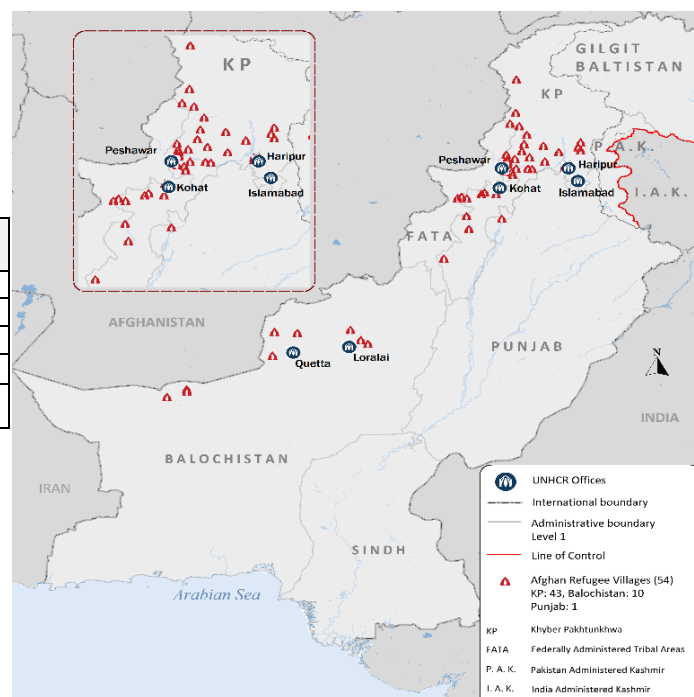 KP
Peshawar
Haripur
Kohat
Islamabad
GILGIT
BALTISTAN
KP
P. A. K.
Peshawar
Haripur
Kohat
Islamabad
I. A. K.
FATA
AFGHANISTAN
PUNJAB
Quetta
Loralai
N
INDIA
BALOCHISTAN
IRAN
SINDH
Arabian Sea
UNHCR Offices
International boundary
Administrative boundary
Level 1
Line of Control
Afghan Refugee Villages (54)
KP: 43, Balochistan: 10
Punjab: 1
KP Khyber Pakhtunkhwa
FATA Federally Administered Tribal Areas
P. A. K. Pakistan Administered Kashmir
I. A. K. India Administered Kashmir